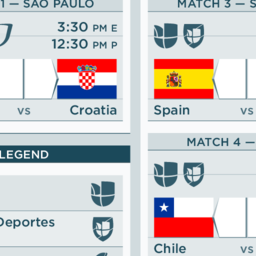 1 — SAO PAULO
3:30 PM E
12:30 PM P
vs Croatia
LEGEND
Deportes
MATCH 3 — S
Spain vs
MATCH 4 —
Chile vs